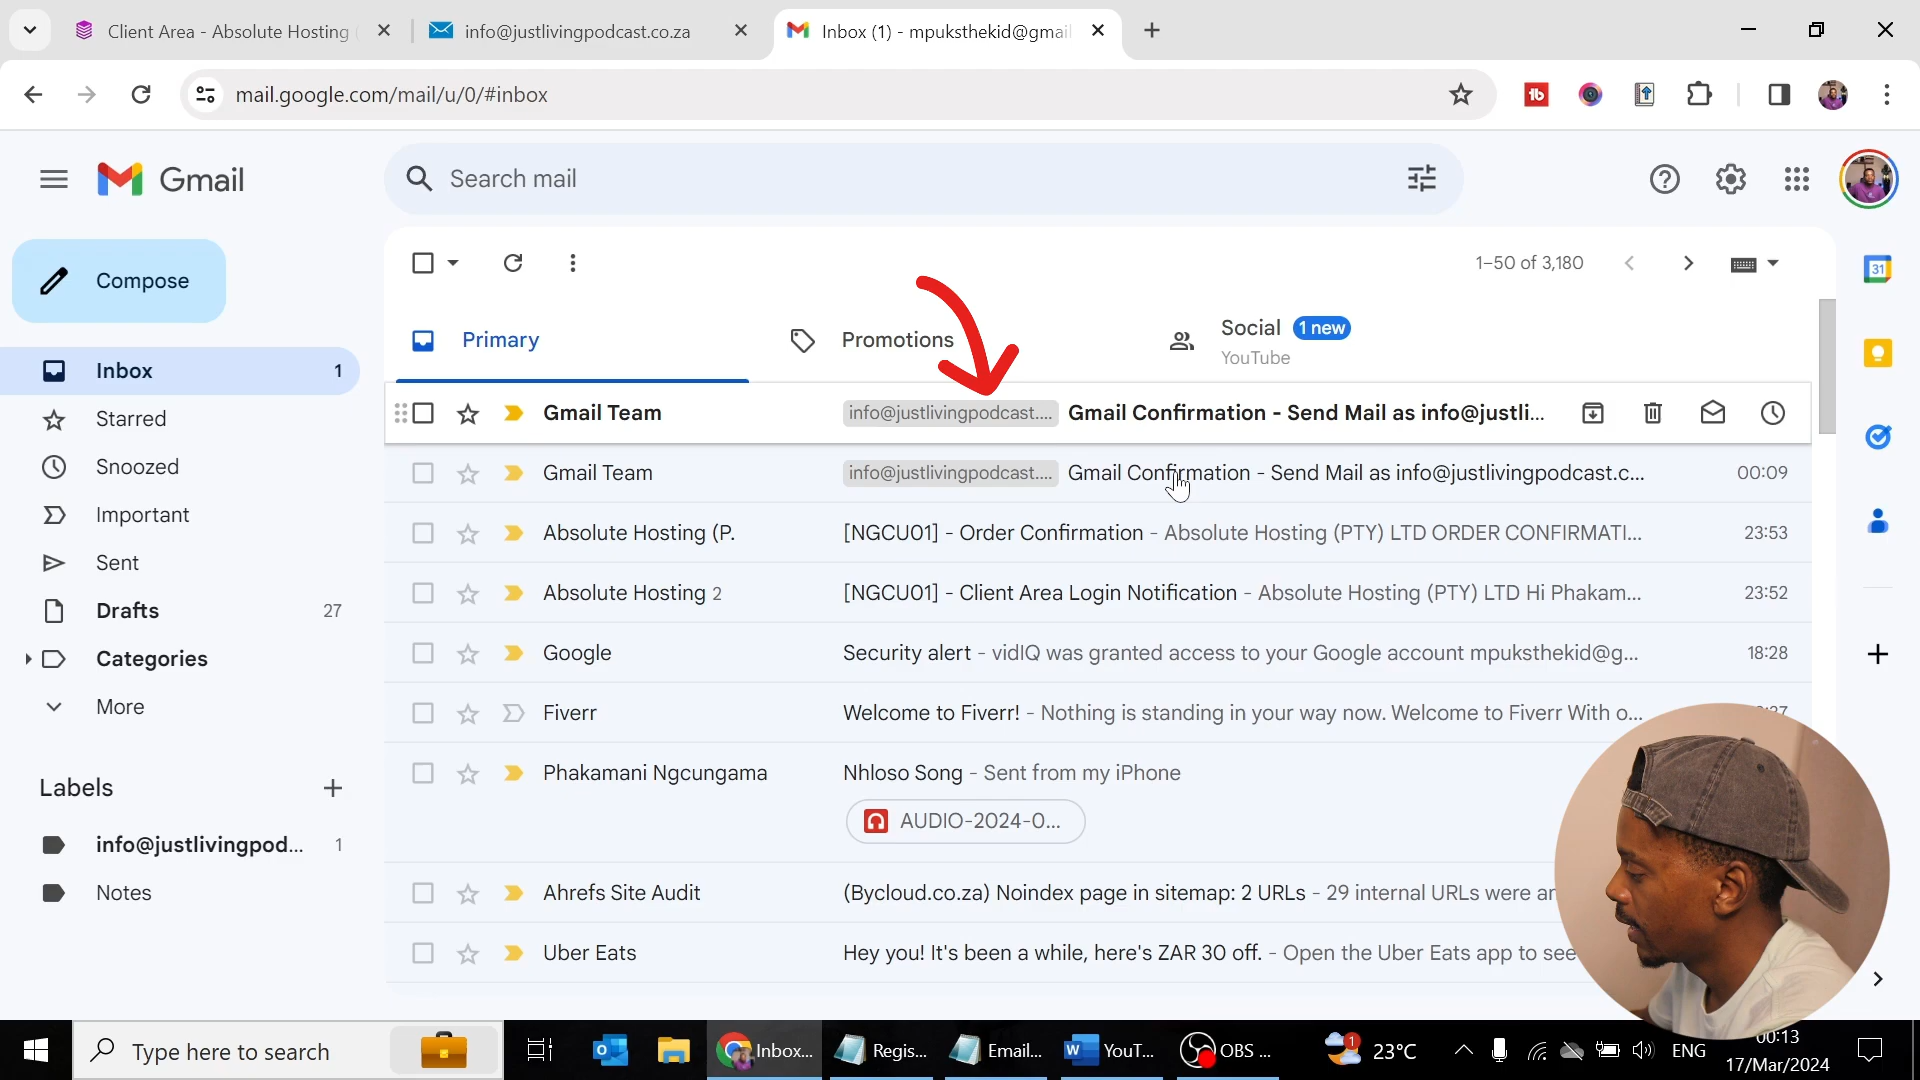 Client Area - Absolute Hosting
info@justlivingpodcast.co.za
Inbox (1) - mpuksthekid@gmai
mail.google.com/mail/u/0/#inbox
Gmail
Search mail
Compose
1–50 of 3,180
Primary
Promotions
Social 1 new
YouTube
Inbox 1
Starred
Snoozed
Important
Sent
Drafts 27
Categories
More
Labels
info@justlivingpod... 1
Notes
Gmail Team info@justlivingpodcast.... Gmail Confirmation - Send Mail as info@justli...
Gmail Team info@justlivingpodcast.... Gmail Confirmation - Send Mail as info@justlivingpodcast.c... 00:09
Absolute Hosting (P. [NGCU01] - Order Confirmation - Absolute Hosting (PTY) LTD ORDER CONFIRMATI... 23:53
Absolute Hosting 2 [NGCU01] - Client Area Login Notification - Absolute Hosting (PTY) LTD Hi Phakam... 23:52
Google Security alert - vidIQ was granted access to your Google account mpuksthekid@g... 18:28
Fiverr Welcome to Fiverr! - Nothing is standing in your way now. Welcome to Fiverr With o...
Phakamani Ngcungama Nhloso Song - Sent from my iPhone
AUDIO-2024-0...
Ahrefs Site Audit (Bycloud.co.za) Noindex page in sitemap: 2 URLs - 29 internal URLs were
Uber Eats Hey you! It's been a while, here's ZAR 30 off. - Open the Uber Eats app to see
31
Type here to search
Inbox...
Regis...
Email...
YouT...
OBS ...
1
23°C
ENG
00:13
17/Mar/2024